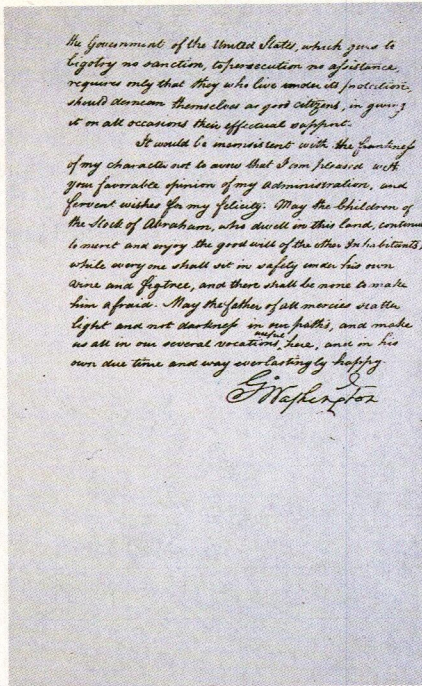 the Government of the United States, which gives to
bigotry no sanction, to persecution no assistance,
requires only that they who live under its protection,
should demean themselves as good citizens, in giving
it on all occasions their effectual support.
It would be inconsistent with the frankness
of my character not to avow that I am pleased with
your favorable opinion of my administration, and
fervent wishes for my felicity. May the Children of
the Stock of Abraham, who dwell in this land, continue
to merit and enjoy the good will of the other Inhabitants,
while every one shall sit in safety under his own
vine and figtree, and there shall be none to make
him afraid. May the father of all mercies scatter
light and not darkness in our paths, and make
us all in our several vocations useful here, and in his
own due time and way everlastingly happy.
G. Washington